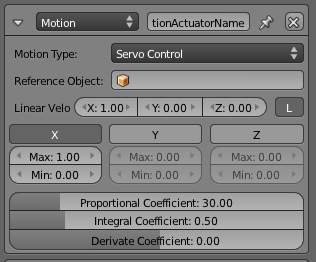 Motion tionActuatorName
Motion Type: Servo Control
Reference Object:
Linear Velo X: 1.00 Y: 0.00 Z: 0.00 L
X Y Z
Max: 1.00 Max: 0.00 Max: 0.00
Min: 0.00 Min: 0.00 Min: 0.00
Proportional Coefficient: 30.00
Integral Coefficient: 0.50
Derivate Coefficient: 0.00